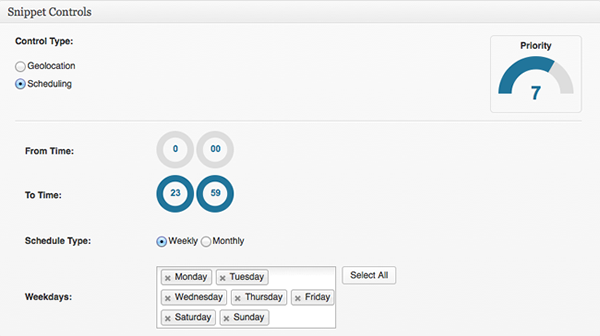 Snippet Controls
Control Type:
Geolocation
Scheduling
Priority
7
From Time:
0 00
To Time:
23 59
Schedule Type:
Weekly Monthly
Weekdays:
× Monday × Tuesday
× Wednesday × Thursday × Friday
× Saturday × Sunday
Select All